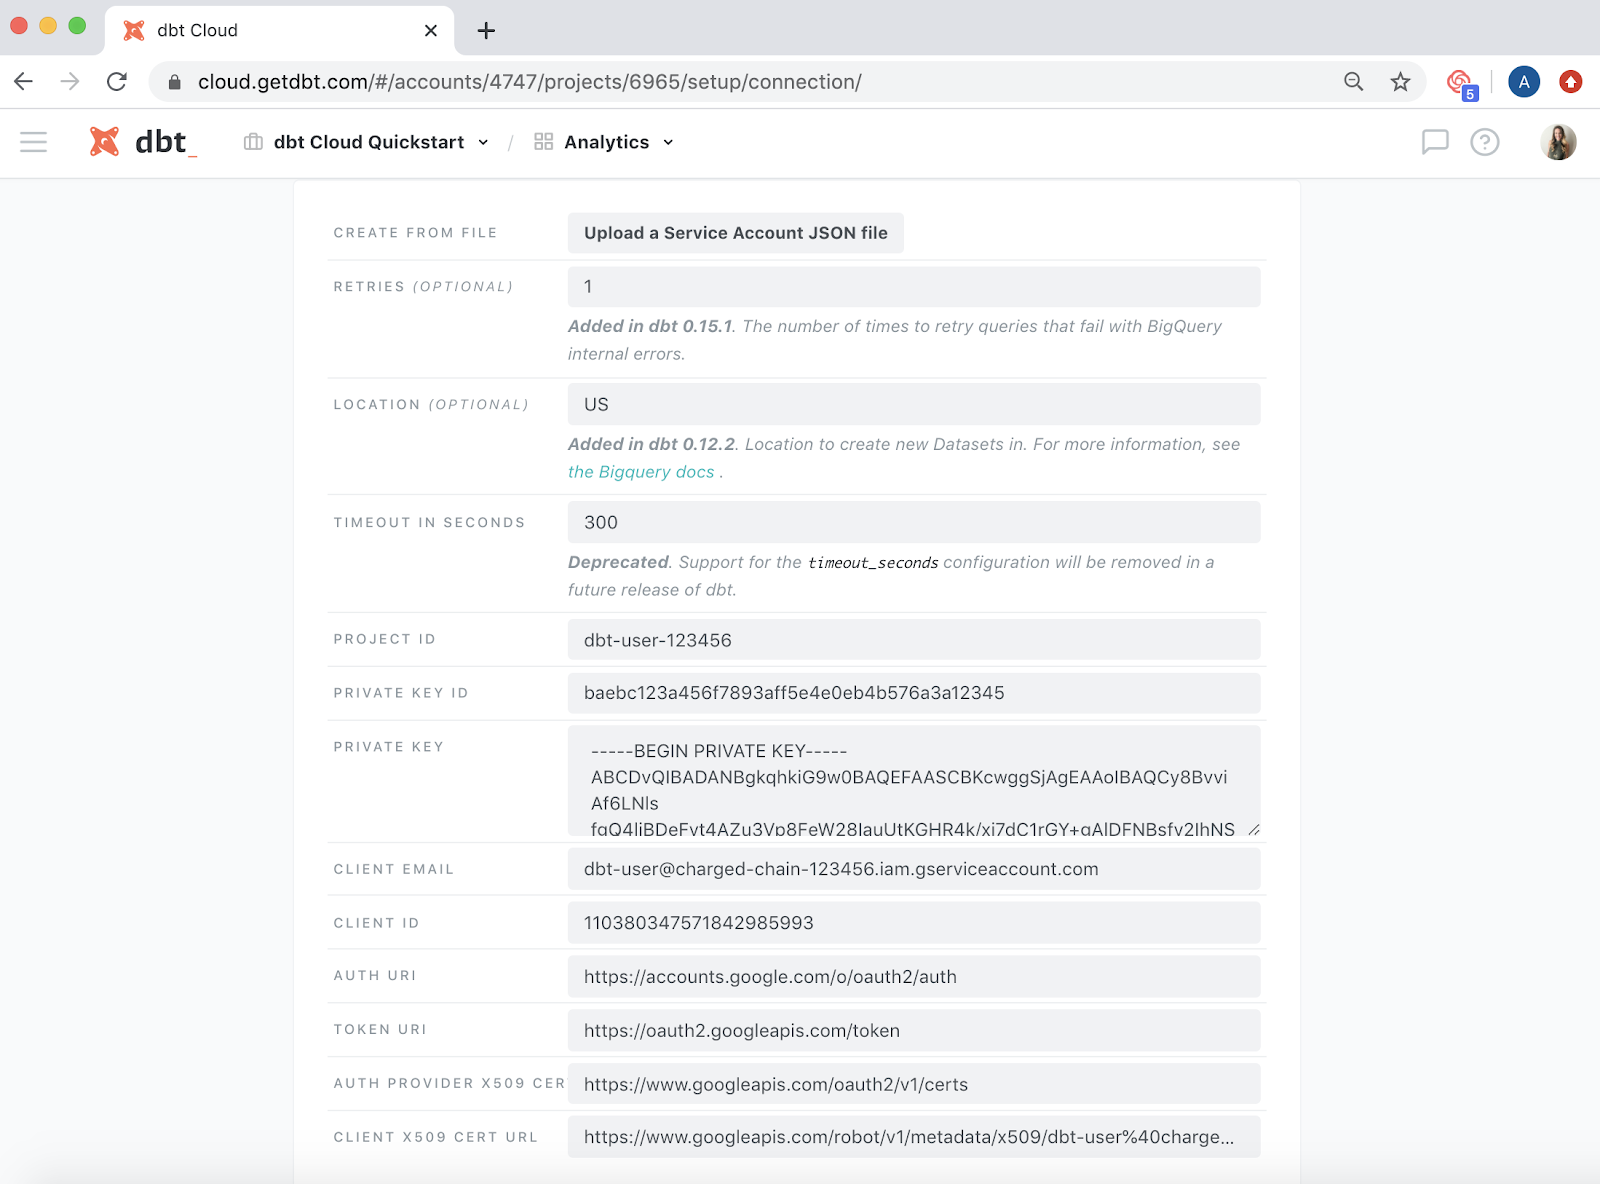 dbt Cloud
cloud.getdbt.com/#/accounts/4747/projects/6965/setup/connection/
5
A
dbt_
dbt Cloud Quickstart / Analytics
?
CREATE FROM FILE
Upload a Service Account JSON file
RETRIES (OPTIONAL)
1
Added in dbt 0.15.1. The number of times to retry queries that fail with BigQuery
internal errors.
LOCATION (OPTIONAL)
US
Added in dbt 0.12.2. Location to create new Datasets in. For more information, see
the Bigquery docs .
TIMEOUT IN SECONDS
300
Deprecated. Support for the timeout_seconds configuration will be removed in a
future release of dbt.
PROJECT ID
dbt-user-123456
PRIVATE KEY ID
baebc123a456f7893aff5e4e0eb4b576a3a12345
PRIVATE KEY
-----BEGIN PRIVATE KEY-----
ABCDvQIBADANBgkqhkiG9w0BAQEFAASCBKcwggSjAgEAAoIBAQCy8Bvvi
Af6LNls
CLIENT EMAIL
dbt-user@charged-chain-123456.iam.gserviceaccount.com
CLIENT ID
110380347571842985993
AUTH URI
https://accounts.google.com/o/oauth2/auth
TOKEN URI
https://oauth2.googleapis.com/token
AUTH PROVIDER X509 CER
https://www.googleapis.com/oauth2/v1/certs
CLIENT X509 CERT URL
https://www.googleapis.com/robot/v1/metadata/x509/dbt-user%40charge...